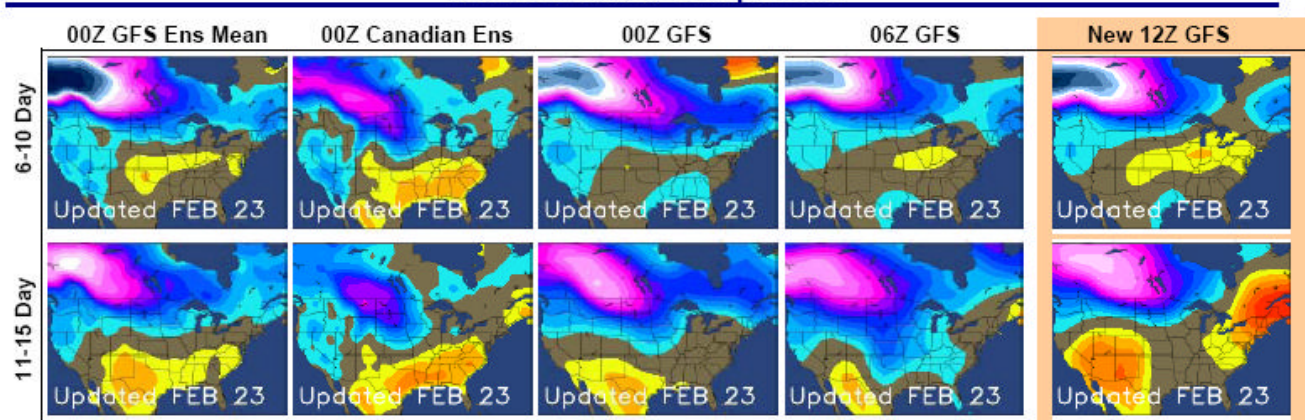 00Z GFS Ens Mean 00Z Canadian Ens 00Z GFS 06Z GFS New 12Z GFS
6-10 Day
Updated FEB 23 Updated FEB 23 Updated FEB 23 Updated FEB 23 Updated FEB 23
11-15 Day
Updated FEB 23 Updated FEB 23 Updated FEB 23 Updated FEB 23 Updated FEB 23